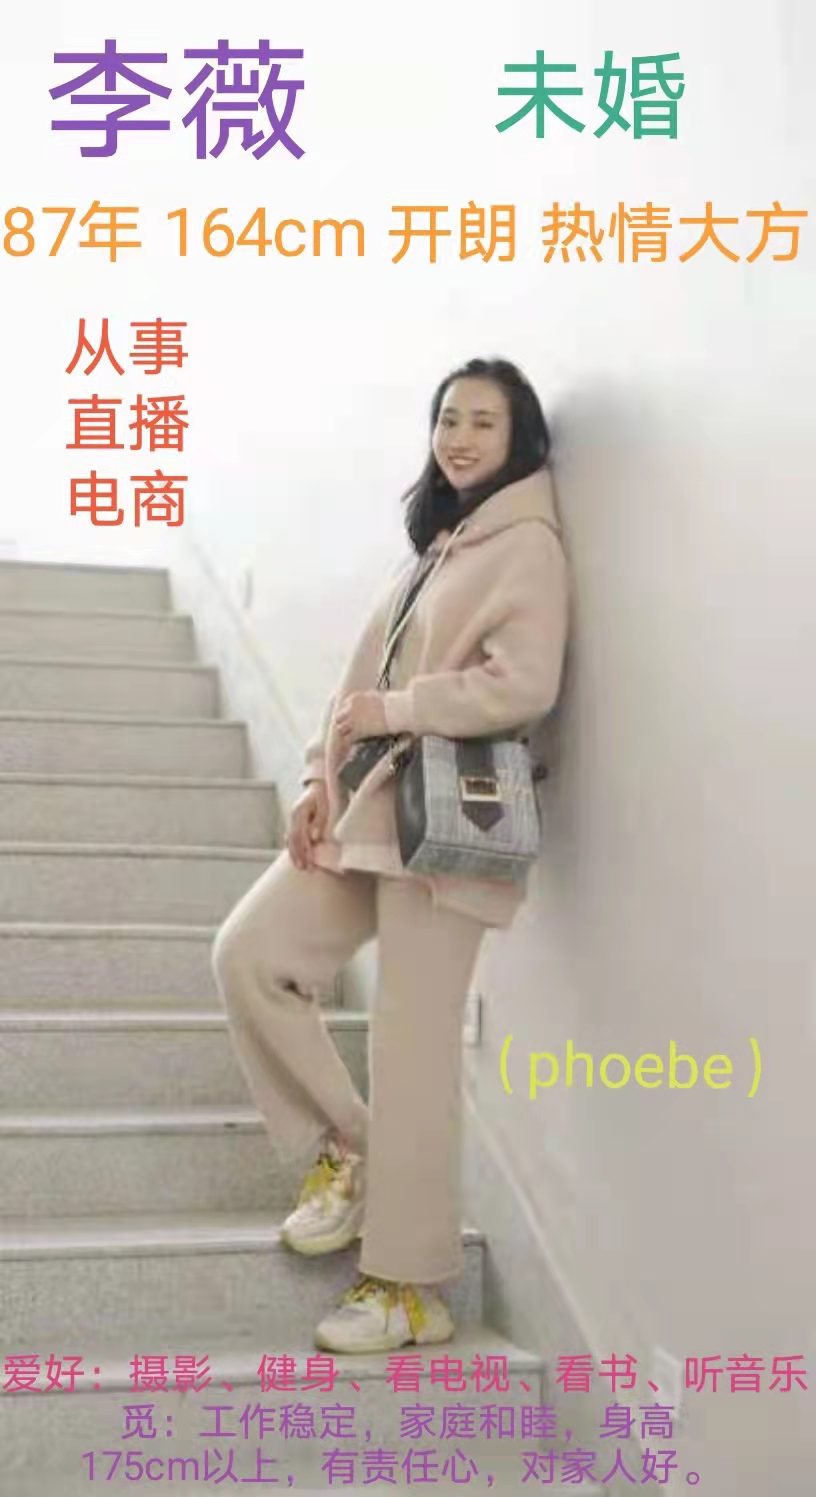 李薇 未婚
87年 164cm 开朗 热情大方
从事
直播
电商
(phoebe)
爱好：摄影、健身、看电视、看书、听音乐
觅：工作稳定，家庭和睦，身高
175cm以上，有责任心，对家人好。